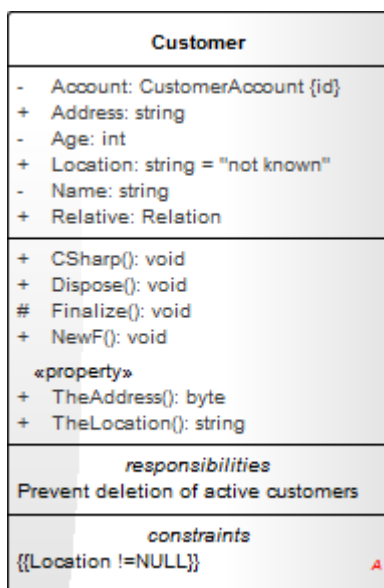 Customer
- Account: CustomerAccount {id}
+ Address: string
- Age: int
+ Location: string = "not known"
- Name: string
+ Relative: Relation
+ CSharp(): void
+ Dispose(): void
# Finalize(): void
+ NewF(): void
«property»
+ TheAddress(): byte
+ TheLocation(): string
responsibilities
Prevent deletion of active customers
constraints
{{Location !=NULL}}
A